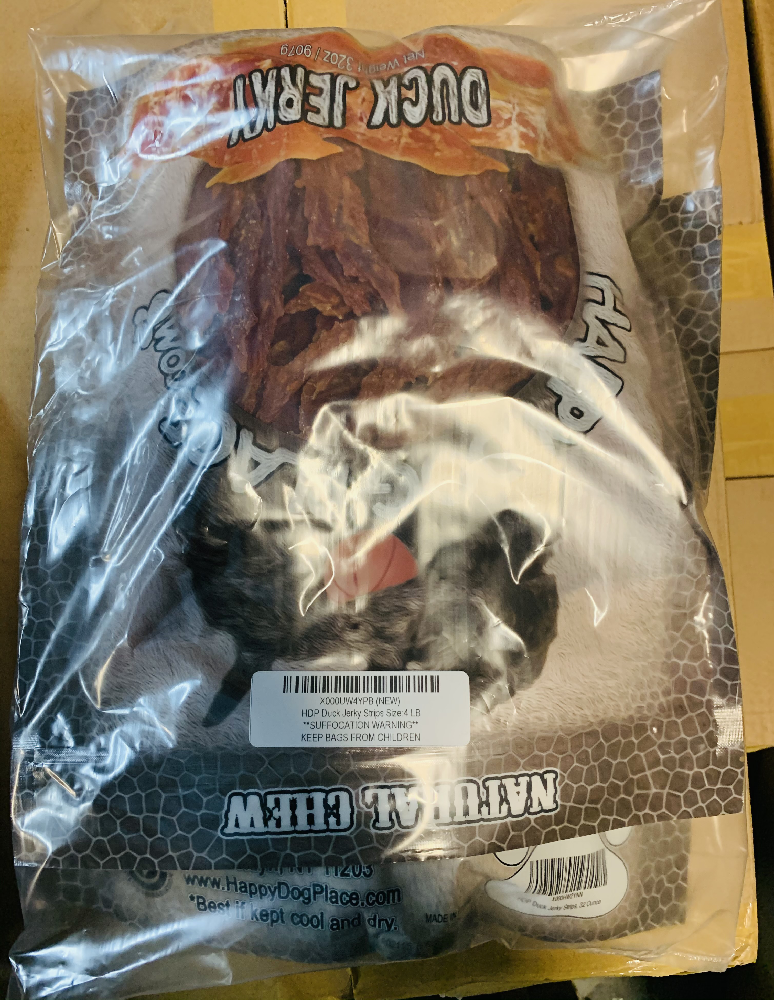 Net Weight 32oz / 907g
DUCK JERKY
X000UW4YPB (NEW)
HDP Duck Jerky Strips Size:4 LB
**SUFFOCATION WARNING**
KEEP BAGS FROM CHILDREN
NATURAL CHEW
11203
www.HappyDogPlace.com
*Best if kept cool and dry.
MADE IN
HDP Duck Jerky Strips, 32 Ounce